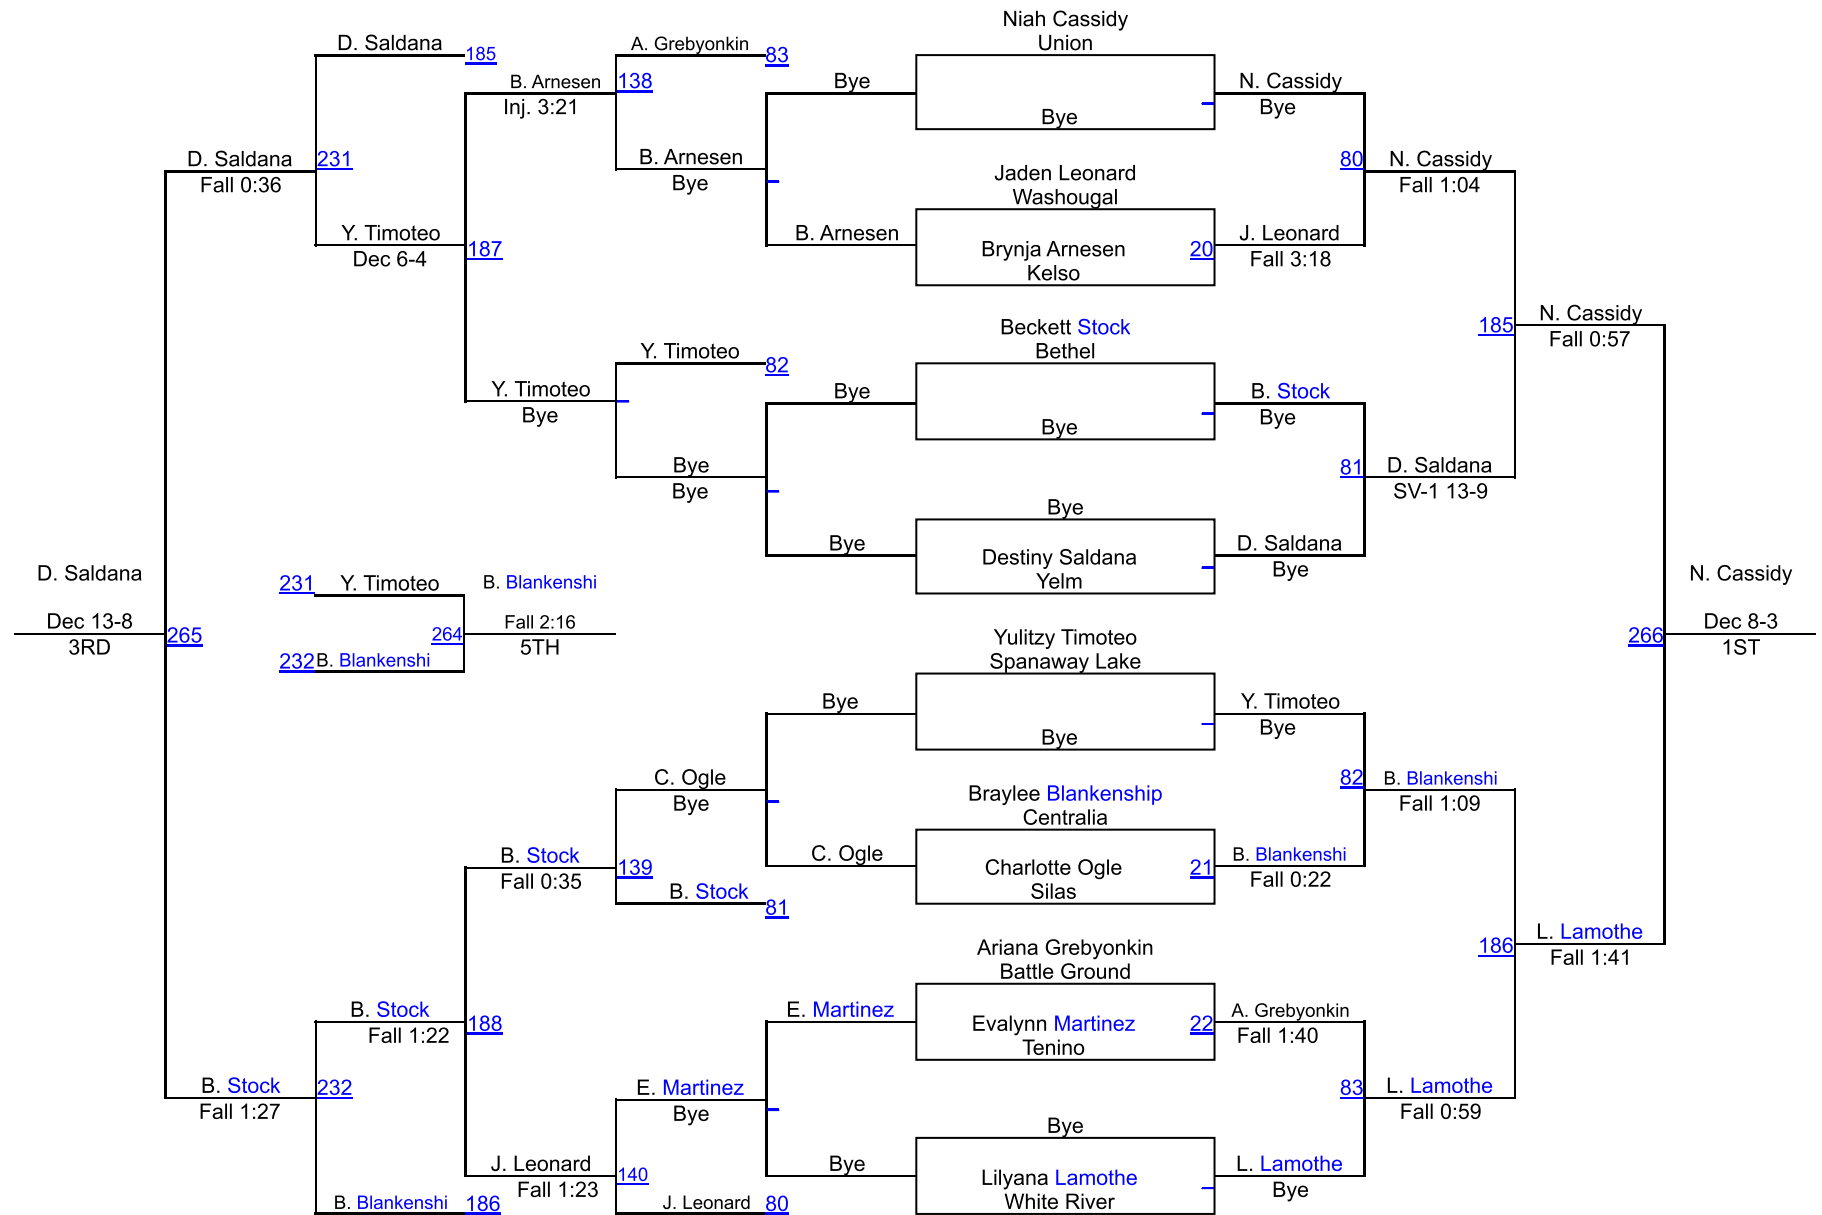 Niah Cassidy
Union
D. Saldana
185
A. Grebyonkin
83
B. Arnesen
138
Inj. 3:21
Bye
N. Cassidy
Bye
Bye
B. Arnesen
Bye
D. Saldana
231
Fall 0:36
80
N. Cassidy
Fall 1:04
Jaden Leonard
Washougal
Y. Timoteo
187
Dec 6-4
B. Arnesen
Brynja Arnesen
20
Kelso
J. Leonard
Fall 3:18
N. Cassidy
185
Fall 0:57
Beckett Stock
Bethel
Y. Timoteo
82
Y. Timoteo
Bye
Bye
B. Stock
Bye
Bye
Bye
Bye
81
D. Saldana
SV-1 13-9
Bye
Bye
Destiny Saldana
Yelm
D. Saldana
Bye
D. Saldana
Dec 13-8
265
3RD
231
Y. Timoteo
B. Blankenshi
264
Fall 2:16
5TH
232
B. Blankenshi
N. Cassidy
266
Dec 8-3
1ST
Yulitzy Timoteo
Spanaway Lake
Bye
Y. Timoteo
Bye
Bye
C. Ogle
Bye
82
B. Blankenshi
Fall 1:09
Braylee Blankenship
Centralia
C. Ogle
Charlotte Ogle
21
Silas
B. Blankenshi
Fall 0:22
B. Stock
139
Fall 0:35
B. Stock
81
186
L. Lamothe
Fall 1:41
Ariana Grebyonkin
Battle Ground
E. Martinez
Evalynn Martinez
22
Tenino
A. Grebyonkin
Fall 1:40
B. Stock
188
Fall 1:22
B. Stock
232
Fall 1:27
E. Martinez
Bye
83
L. Lamothe
Fall 0:59
Bye
J. Leonard
140
Fall 1:23
Bye
Lilyana Lamothe
White River
L. Lamothe
Bye
B. Blankenshi
186
J. Leonard
80